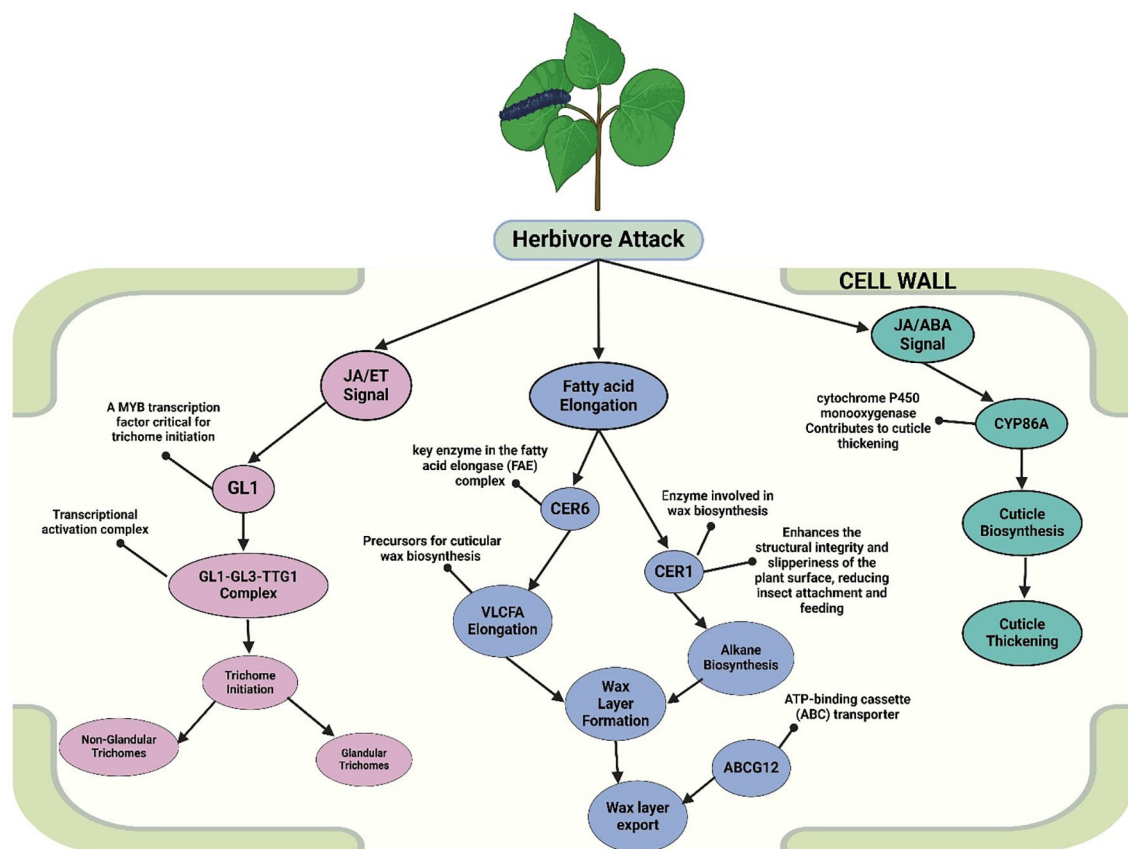 Herbivore Attack
CELL WALL
JA/ET
Signal
A MYB transcription
factor critical for
trichome initiation
GL1
Transcriptional
activation complex
GL1-GL3-TTG1
Complex
Trichome
Initiation
Non-Glandular
Trichomes
Glandular
Trichomes
Fatty acid
Elongation
key enzyme in the fatty
acid elongase (FAE)
complex
CER6
Precursors for cuticular
wax biosynthesis
VLCFA
Elongation
Enzyme involved in
wax biosynthesis
CER1
Enhances the
structural integrity and
slipperiness of the
plant surface, reducing
insect attachment and
feeding
Alkane
Biosynthesis
Wax
Layer
Formation
ATP-binding cassette
(ABC) transporter
ABCG12
Wax layer
export
JA/ABA
Signal
cytochrome P450
monooxygenase
Contributes to cuticle
thickening
CYP86A
Cuticle
Biosynthesis
Cuticle
Thickening